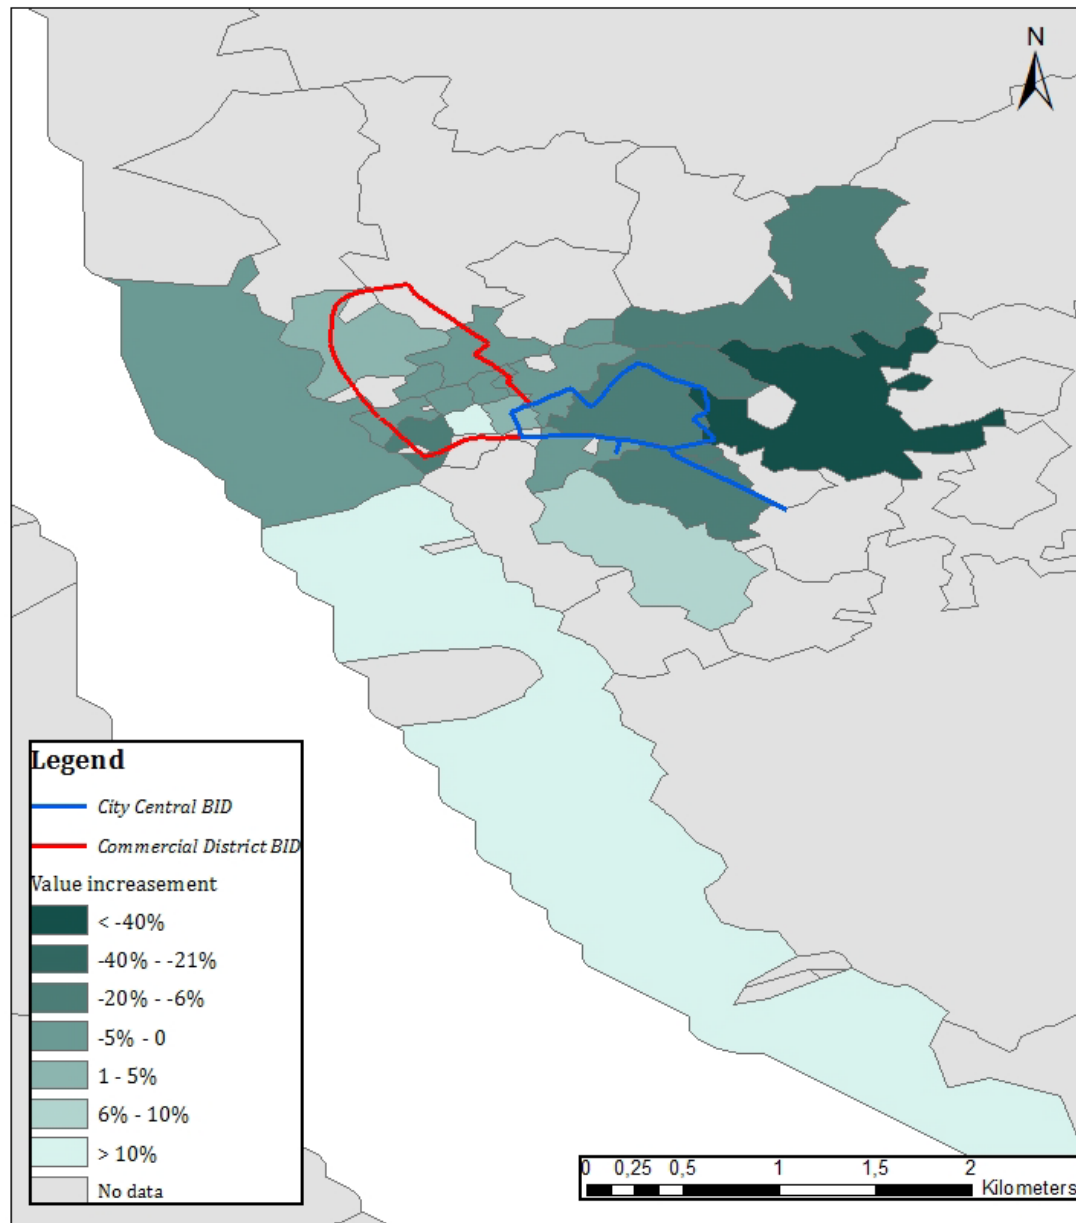 N
Legend
City Central BID
Commercial District BID
Value increasement
< -40%
-40% - -21%
-20% - -6%
-5% - 0
1 - 5%
6% - 10%
> 10%
No data
0 0,25 0,5 1 1,5 2
Kilometers